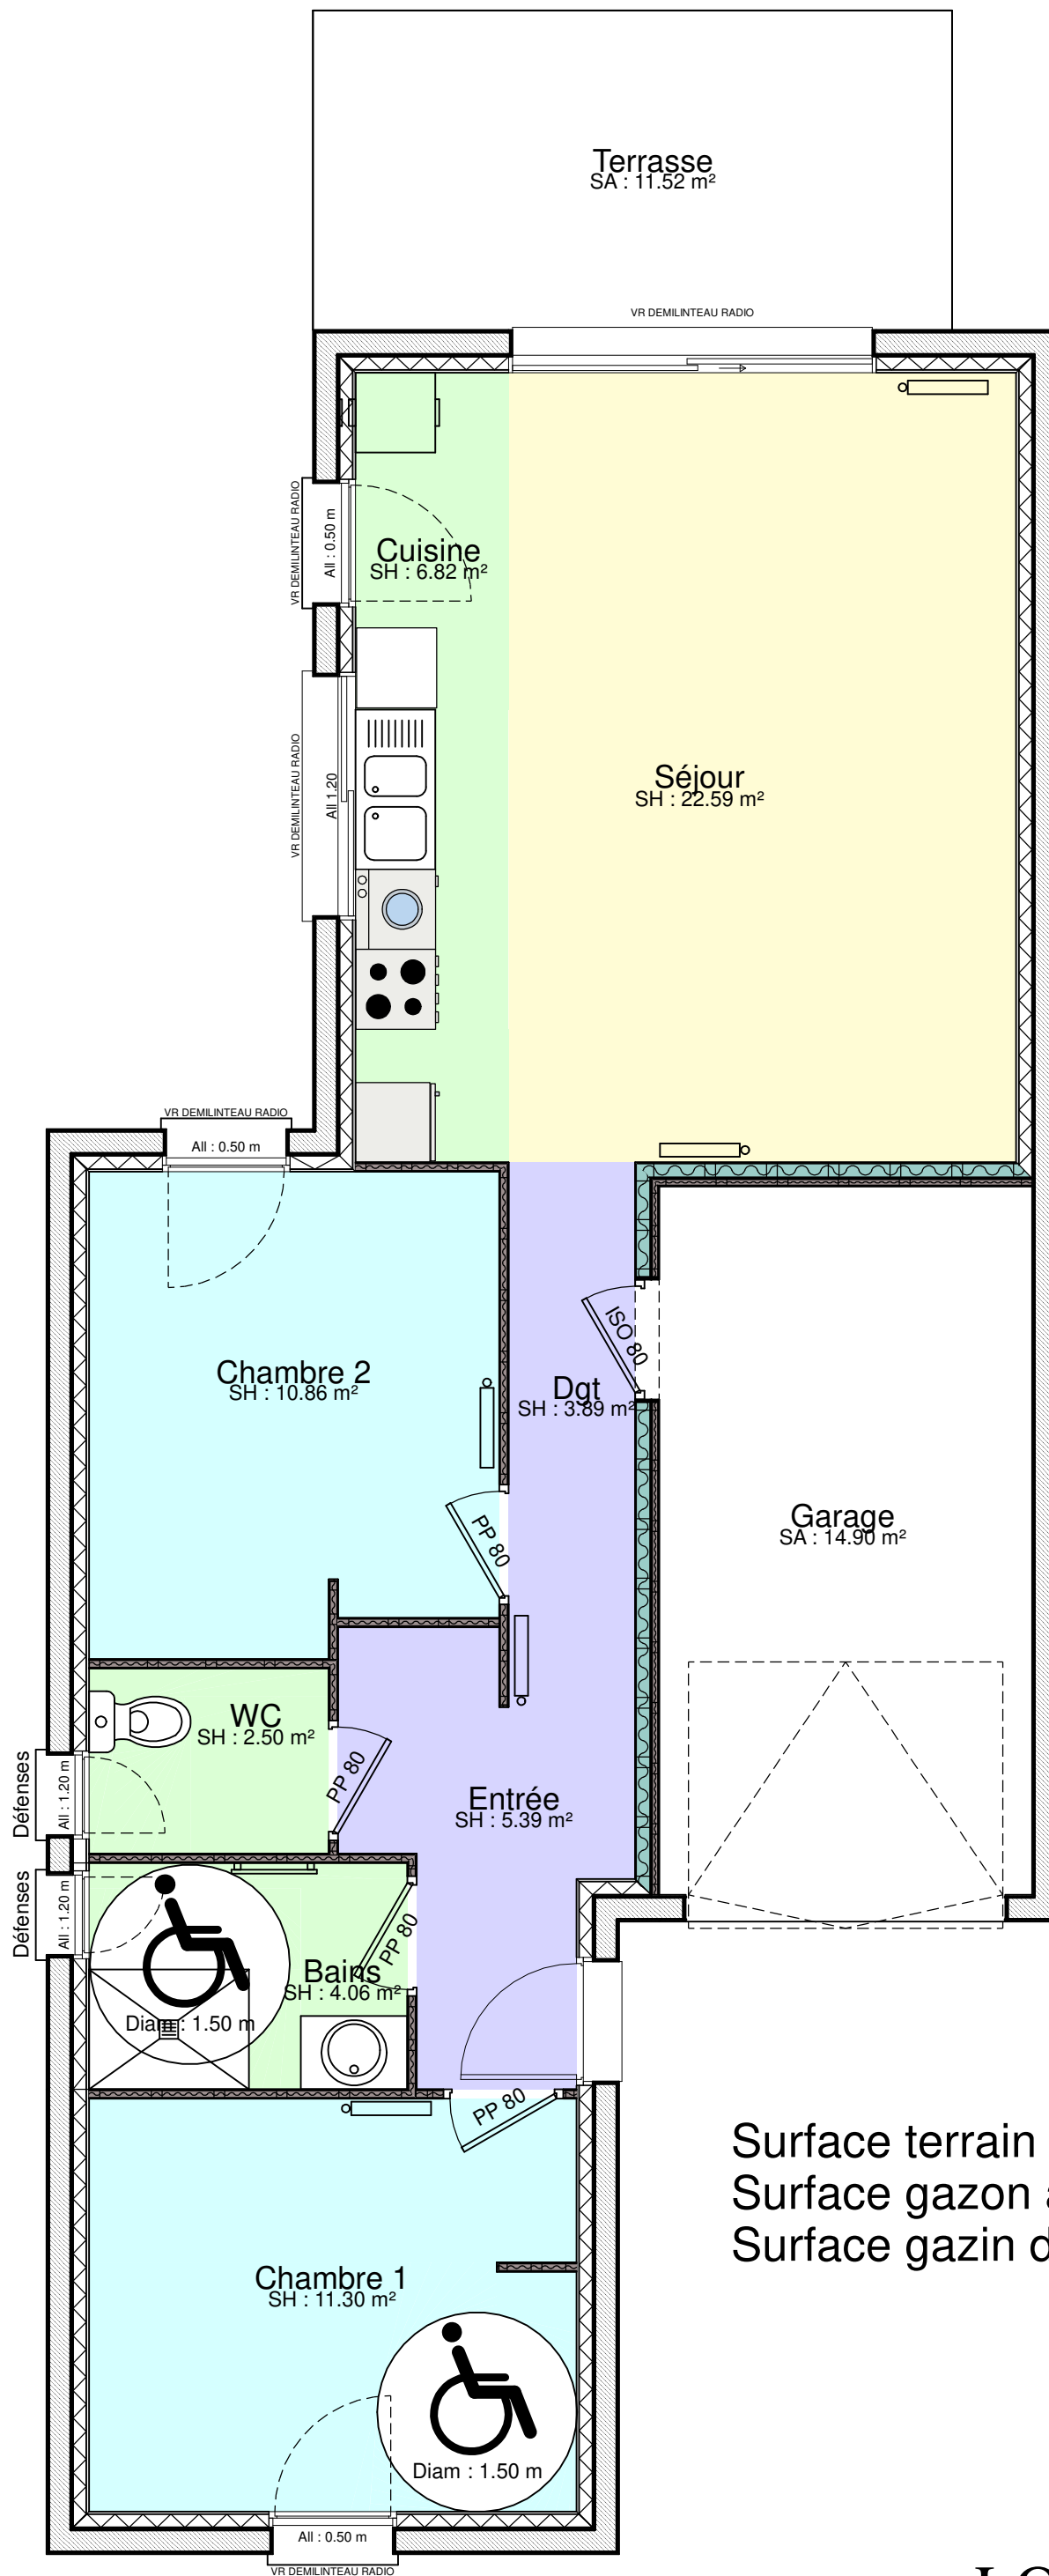 Terrasse
SA : 11.52 m²
VR DEMILINTEAU RADIO
VR DEMILINTEAU RADIO
All : 0.50 m
Cuisine
SH : 6.82 m²
VR DEMILINTEAU RADIO
All 1.20
Séjour
SH : 22.59 m²
VR DEMILINTEAU RADIO
All : 0.50 m
Chambre 2
SH : 10.86 m²
ISO 80
Dgt
SH : 3.89 m²
PP 80
Garage
SA : 14.90 m²
WC
SH : 2.50 m²
PP 80
Défenses
All : 1.20 m
Entrée
SH : 5.39 m²
Défenses
All : 1.20 m
PP 80
Bains
SH : 4.06 m²
Diam : 1.50 m
PP 80
Surface terrain
Surface gazon a
Surface gazin d
Chambre 1
SH : 11.30 m²
Diam : 1.50 m
All : 0.50 m
VR DEMILINTEAU RADIO